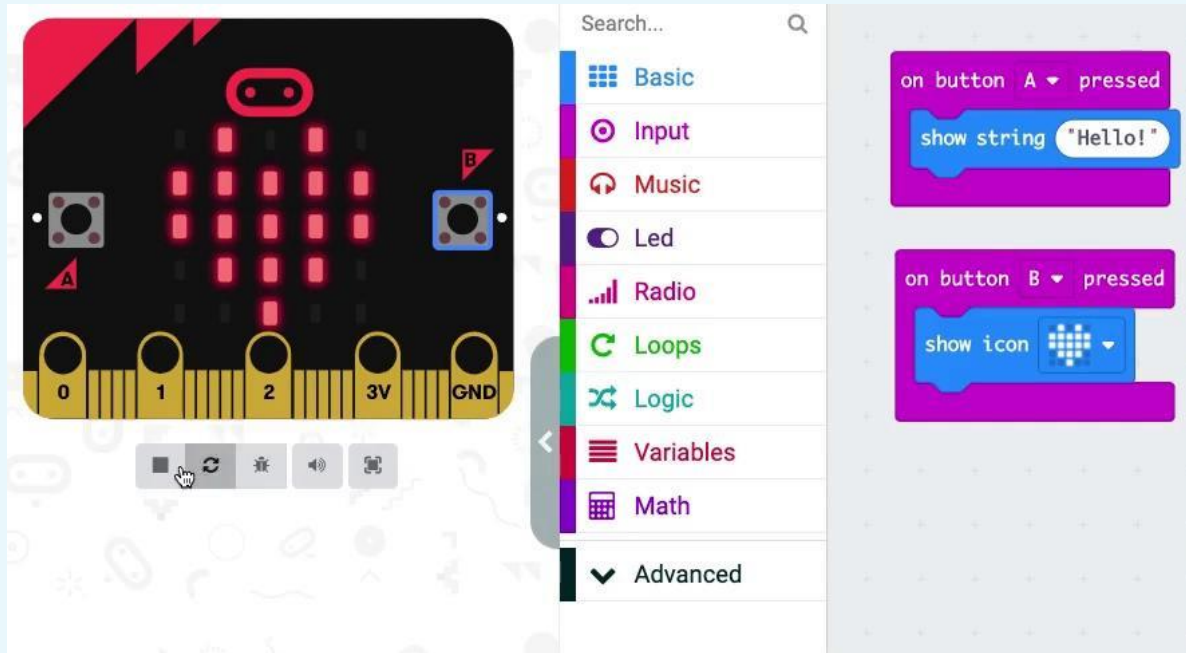 B
A
0
1
2
3V
GND
Search...
Basic
Input
Music
Led
Radio
Loops
Logic
Variables
Math
Advanced
on button A pressed
show string "Hello!"
on button B pressed
show icon